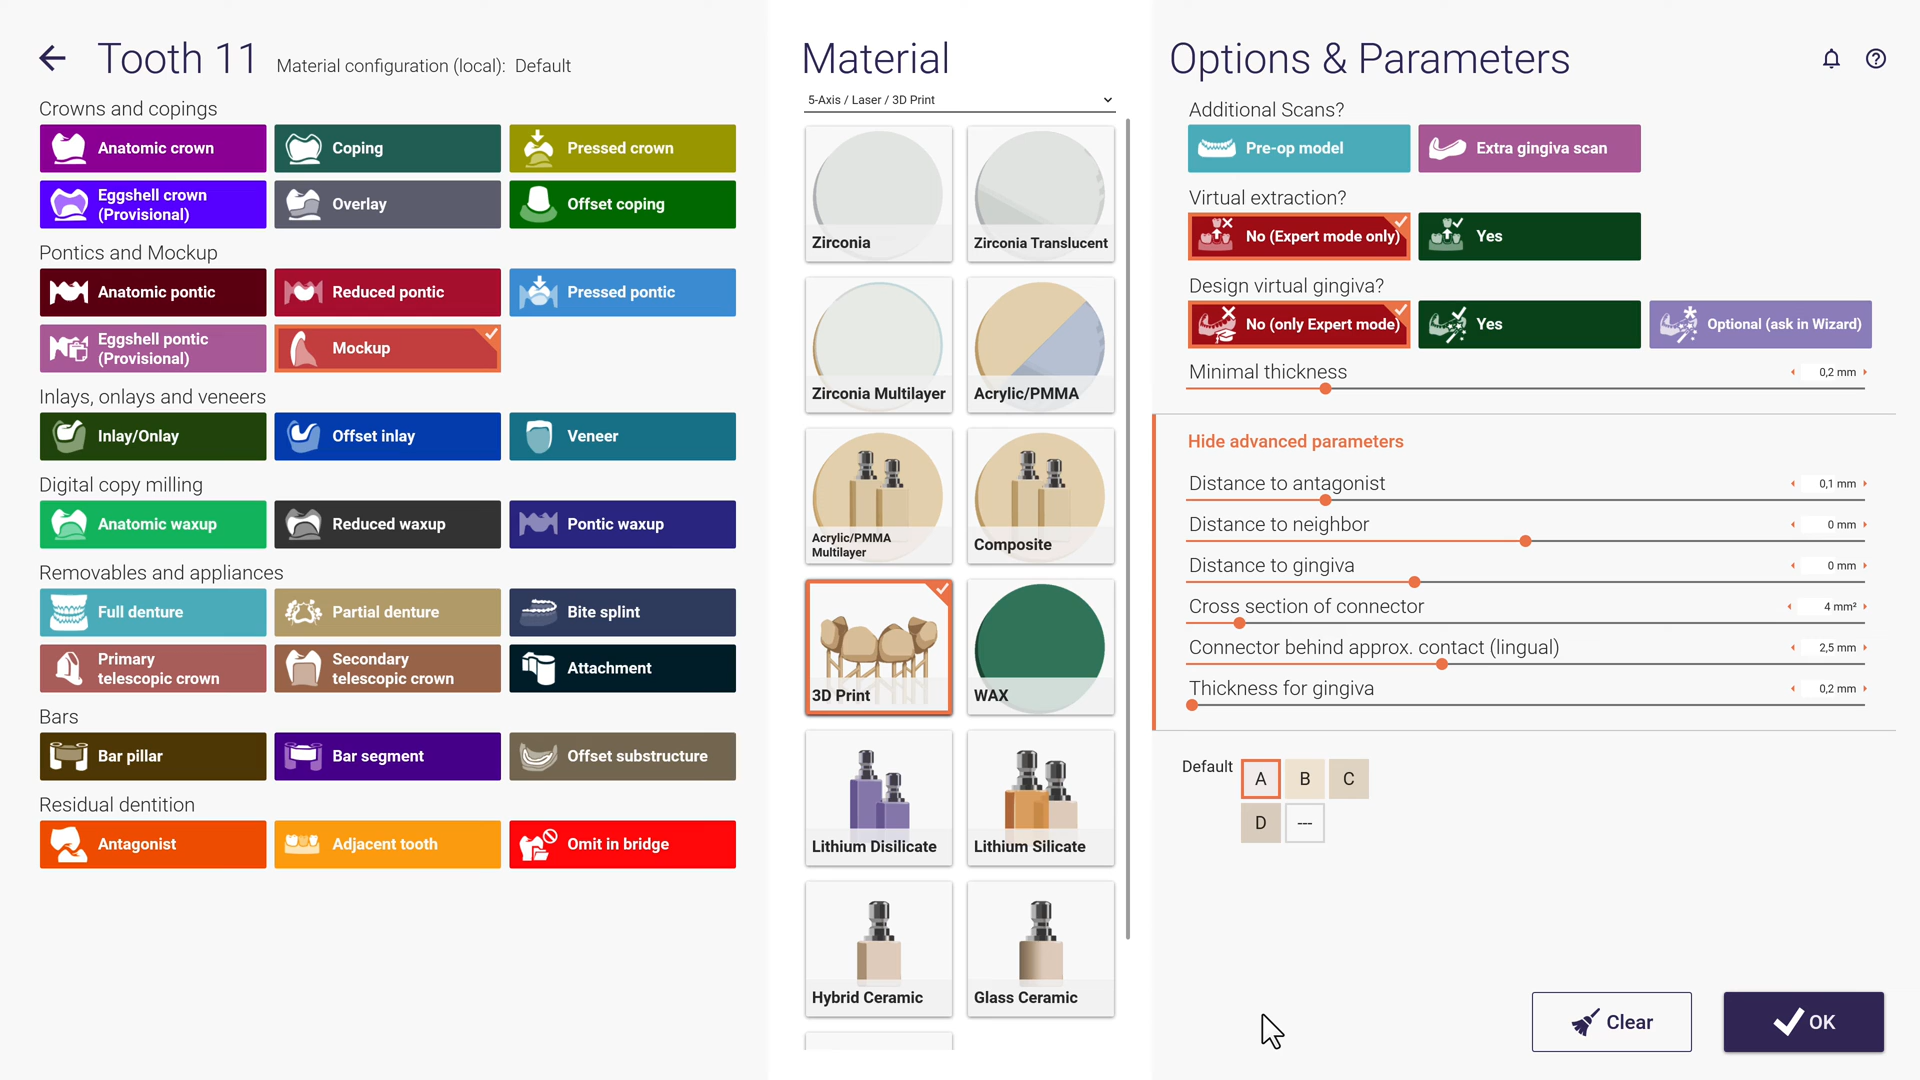 Tooth 11
Material configuration (local): Default
Crowns and copings
Anatomic crown
Coping
Pressed crown
Eggshell crown
(Provisional)
Overlay
Offset coping
Pontics and Mockup
Anatomic pontic
Reduced pontic
Pressed pontic
Eggshell pontic
(Provisional)
Mockup
Inlays, onlays and veneers
Inlay/Onlay
Offset inlay
Veneer
Digital copy milling
Anatomic waxup
Reduced waxup
Pontic waxup
Removables and appliances
Full denture
Partial denture
Bite splint
Primary
telescopic crown
Secondary
telescopic crown
Attachment
Bars
Bar pillar
Bar segment
Offset substructure
Residual dentition
Antagonist
Adjacent tooth
Omit in bridge
Material
5-Axis / Laser / 3D Print
Zirconia
Zirconia Translucent
Zirconia Multilayer
Acrylic/PMMA
Acrylic/PMMA
Multilayer
Composite
3D Print
WAX
Lithium Disilicate
Lithium Silicate
Hybrid Ceramic
Glass Ceramic
Options & Parameters
Additional Scans?
Pre-op model
Extra gingiva scan
Virtual extraction?
No (Expert mode only)
Yes
Design virtual gingiva?
No (only Expert mode)
Yes
Optional (ask in Wizard)
Minimal thickness
0,2 mm
Hide advanced parameters
Distance to antagonist
0,1 mm
Distance to neighbor
0 mm
Distance to gingiva
0 mm
Cross section of connector
4 mm²
Connector behind approx. contact (lingual)
2,5 mm
Thickness for gingiva
0,2 mm
Default
A
B
C
D
---
Clear
OK